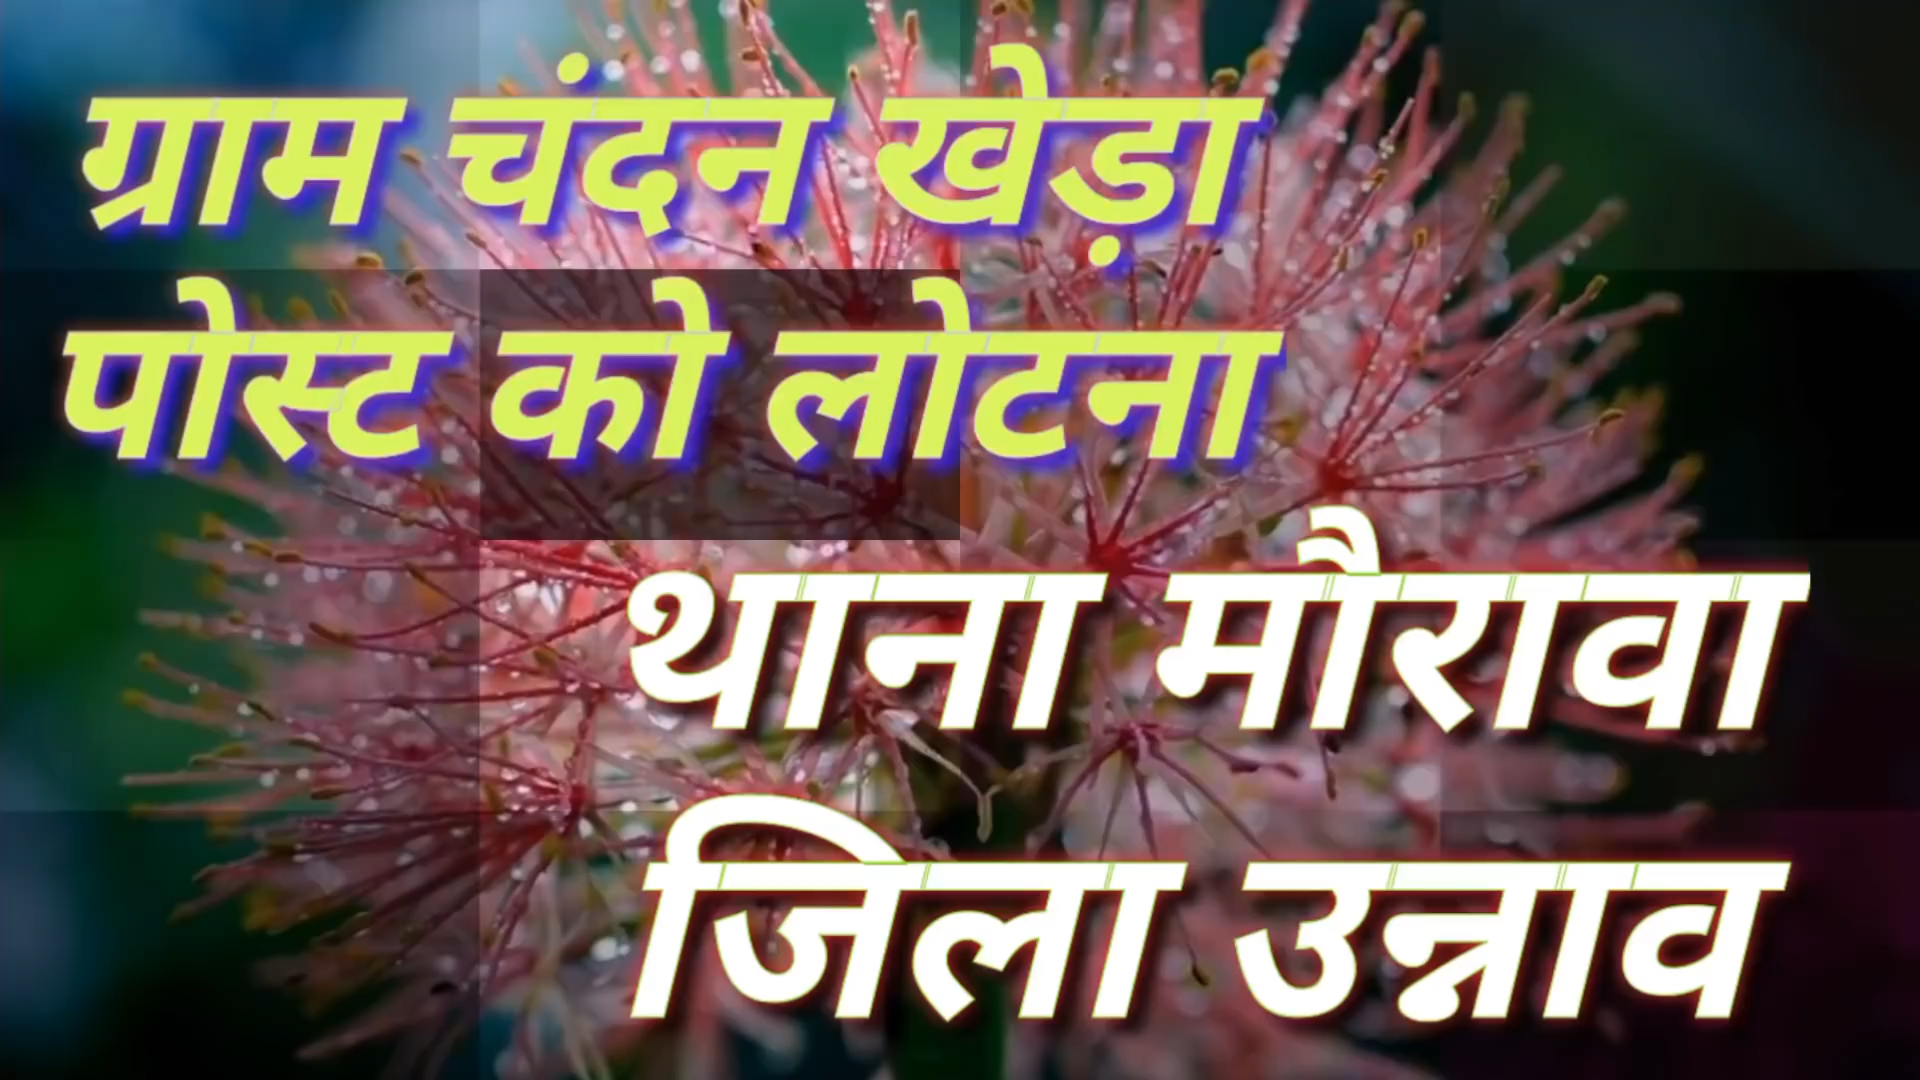 ग्राम चंदन खेड़ा
पोस्ट को लोटना
थाना मौरावा
जिला उन्नाव